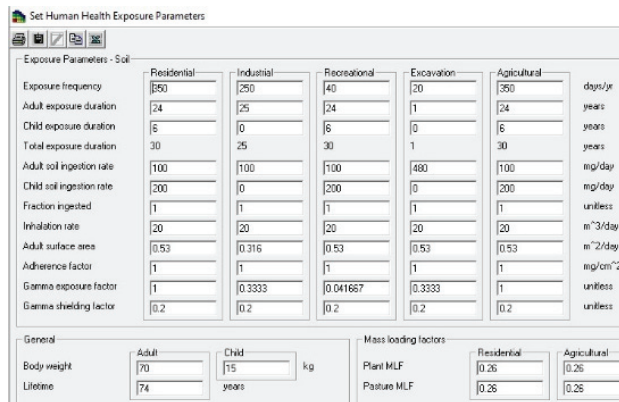 Set Human Health Exposure Parameters
Exposure Parameters - Soil
Residential Industrial Recreational Excavation Agricultural
Exposure frequency 350 250 40 20 350 days/yr
Adult exposure duration 24 25 24 1 24 years
Child exposure duration 6 0 6 0 6 years
Total exposure duration 30 25 30 1 30 years
Adult soil ingestion rate 100 100 100 480 100 mg/day
Child soil ingestion rate 200 0 200 0 200 mg/day
Fraction ingested 1 1 1 1 1 unitless
Inhalation rate 20 20 20 20 20 m^3/day
Adult surface area 0.53 0.316 0.53 0.53 0.53 m^2/day
Adherence factor 1 1 1 1 1 mg/cm^2
Gamma exposure factor 1 0.3333 0.041667 0.3333 1 unitless
Gamma shielding factor 0.2 0.2 0.2 0.2 0.2 unitless
General Mass loading factors
Adult Child Residential Agricultural
Body weight 70 15 kg Plant MLF 0.26 0.26
Lifetime 74 years Pasture MLF 0.26 0.26